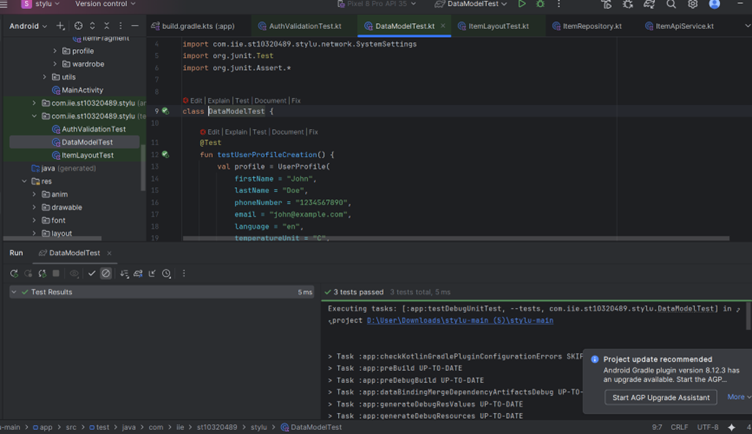 stylu
Version control
Pixel 8 Pro API 35
DataModelTest
Android
build.gradle.kts (:app)
AuthValidationTest.kt
DataModelTest.kt
ItemLayoutTest.kt
ItemRepository.kt
ItemApiService.kt
itemFragment
profile
wardrobe
utils
MainActivity
com.iie.st10320489.stylu (ar
com.iie.st10320489.stylu (te
AuthValidationTest
DataModelTest
ItemLayoutTest
java (generated)
res
anim
drawable
font
layout
4 import com.iie.st10320489.stylu.network.SystemSettings
5 import org.junit.Test
6 import org.junit.Assert.*
7
8
Edit | Explain | Test | Document | Fix
9 class DataModelTest {
10
Edit | Explain | Test | Document | Fix
11 @Test
12 fun testUserProfileCreation() {
13 val profile = UserProfile(
14 firstName = "John",
15 lastName = "Doe",
16 phoneNumber = "1234567890",
17 email = "john@example.com",
18 language = "en",
19 temperatureUnit = "C",
Run
DataModelTest
Test Results 5 ms
3 tests passed 3 tests total, 5 ms
Executing tasks: [:app:testDebugUnitTest, --tests, com.iie.st10320489.stylu.DataModelTest] in
project D:\User\Downloads\stylu-main (5)\stylu-main
> Task :app:checkKotlinGradlePluginConfigurationErrors SKIP
> Task :app:preBuild UP-TO-DATE
> Task :app:preDebugBuild UP-TO-DATE
> Task :app:dataBindingMergeDependencyArtifactsDebug UP-TO-
> Task :app:generateDebugResValues UP-TO-DATE
> Task :app:generateDebugResources UP-TO-DATE
Project update recommended
Android Gradle plugin version 8.12.3 has
an upgrade available. Start the AGP...
Start AGP Upgrade Assistant
More
u-main > app > src > test > java > com > iie > st10320489 > stylu > DataModelTest
9:7 CRLF UTF-8